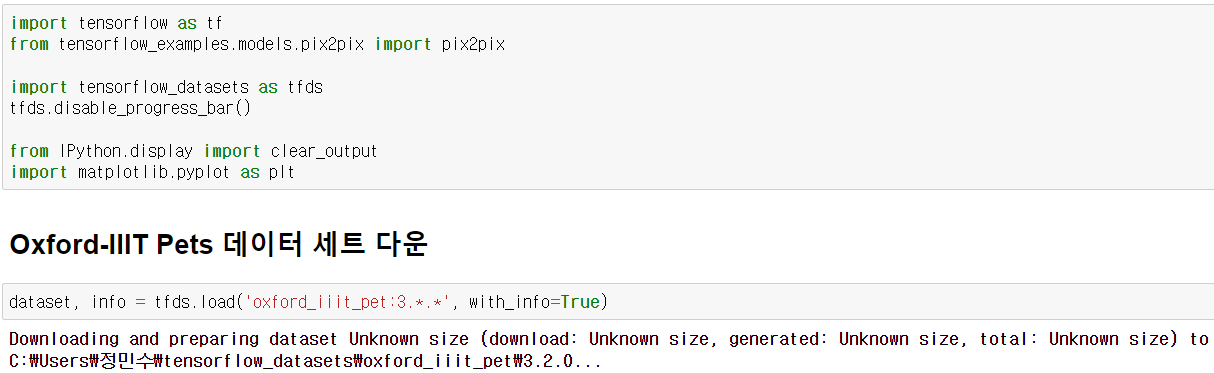 import tensorflow as tf
from tensorflow_examples.models.pix2pix import pix2pix
import tensorflow_datasets as tfds
tfds.disable_progress_bar()
from IPython.display import clear_output
import matplotlib.pyplot as plt
Oxford-IIIT Pets 데이터 세트 다운
dataset, info = tfds.load('oxford_iiit_pet:3.*.*', with_info=True)
Downloading and preparing dataset Unknown size (download: Unknown size, generated: Unknown size, total: Unknown size) to
C:₩Users₩정민수₩tensorflow_datasets₩oxford_iiit_pet₩3.2.0...